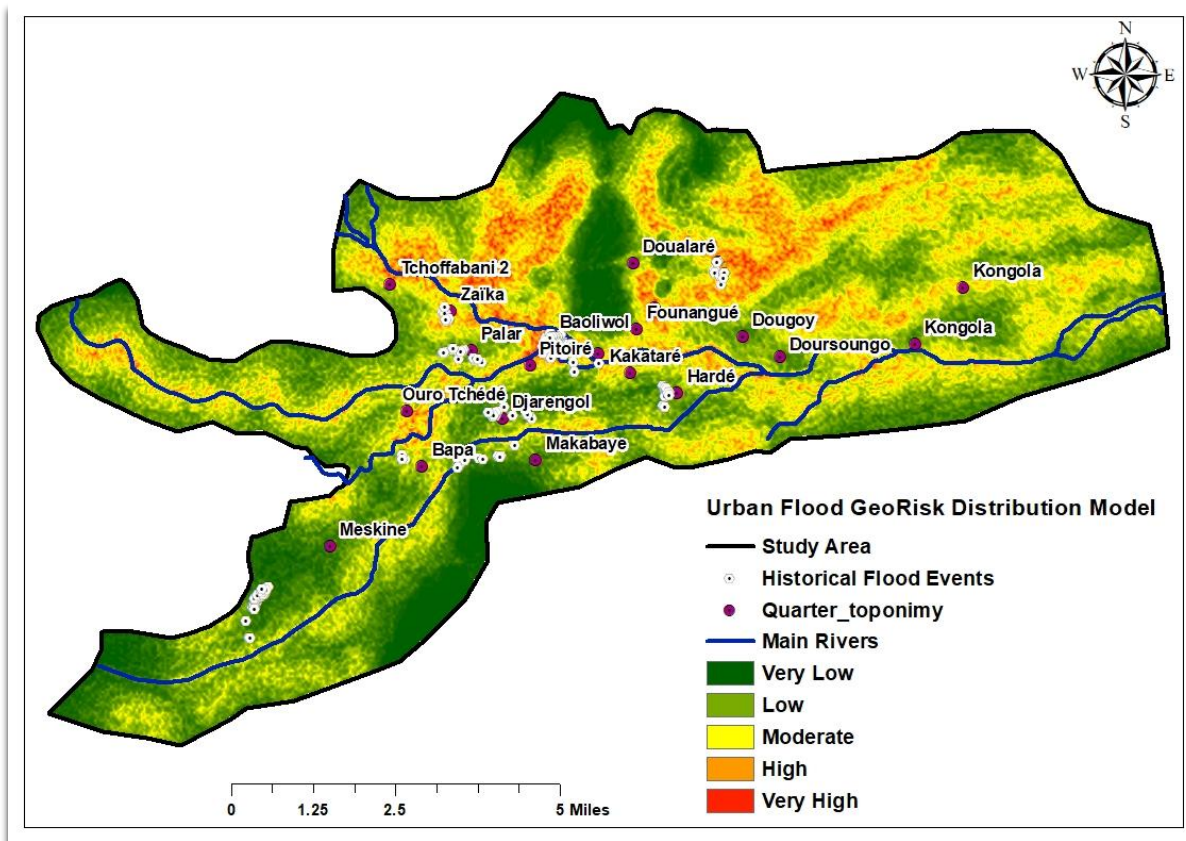 N
W E
S
Doualaré
Tchoffabani 2
Kongola
Zaïka
Founangué
Baoliwol
Dougoy
Kongola
Palar
Pitoiré
Doursoungo
Kakataré
Hardé
Ouro Tchédé
Djarengol
Makabaye
Bapa
Meskine
Urban Flood GeoRisk Distribution Model
Study Area
Historical Flood Events
Quarter_toponimy
Main Rivers
Very Low
Low
Moderate
High
Very High
0 1.25 2.5 5 Miles